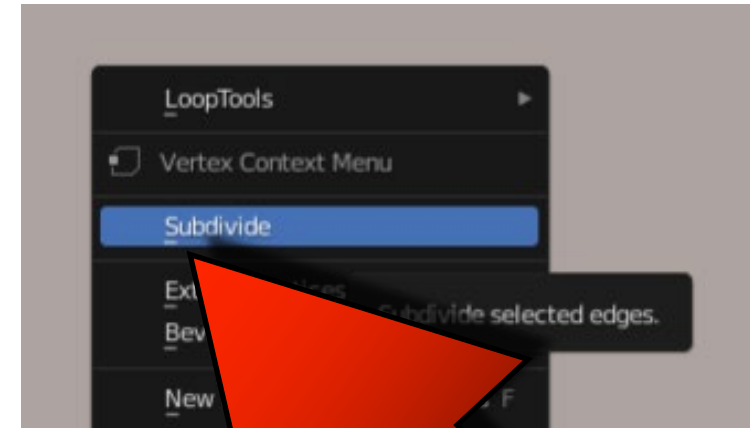 LoopTools
Vertex Context Menu
Subdivide
Subdivide selected edges.
New
F